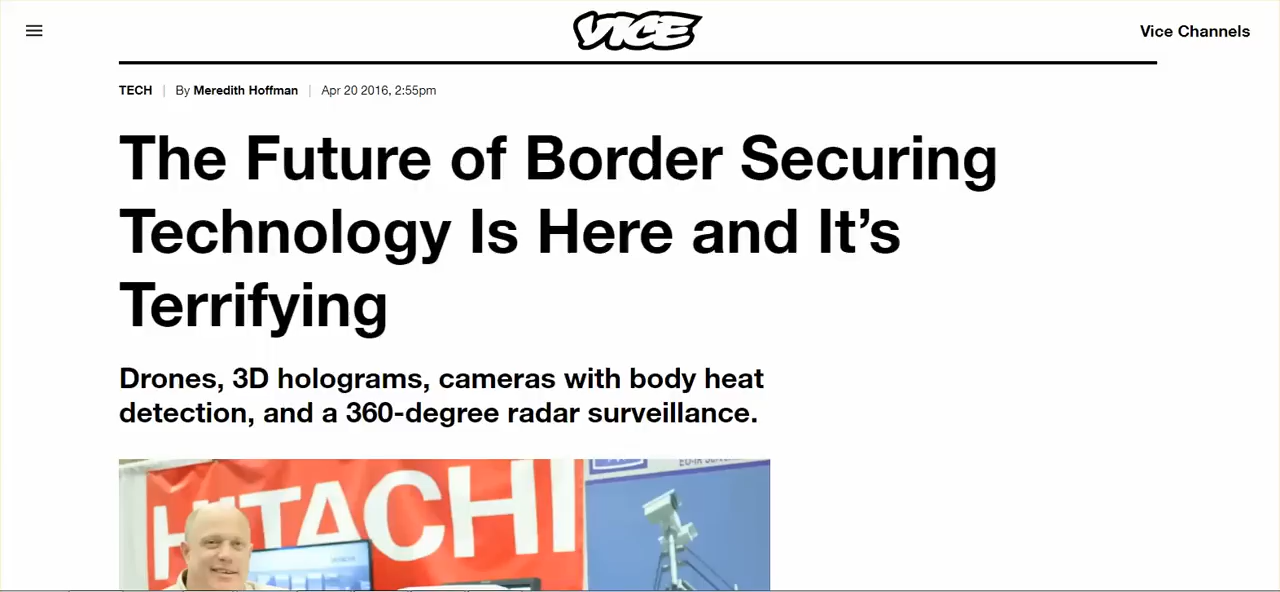 VICE
Vice Channels
TECH | By Meredith Hoffman | Apr 20 2016, 2:55pm
The Future of Border Securing
Technology Is Here and It’s
Terrifying
Drones, 3D holograms, cameras with body heat
detection, and a 360-degree radar surveillance.
HITACHI